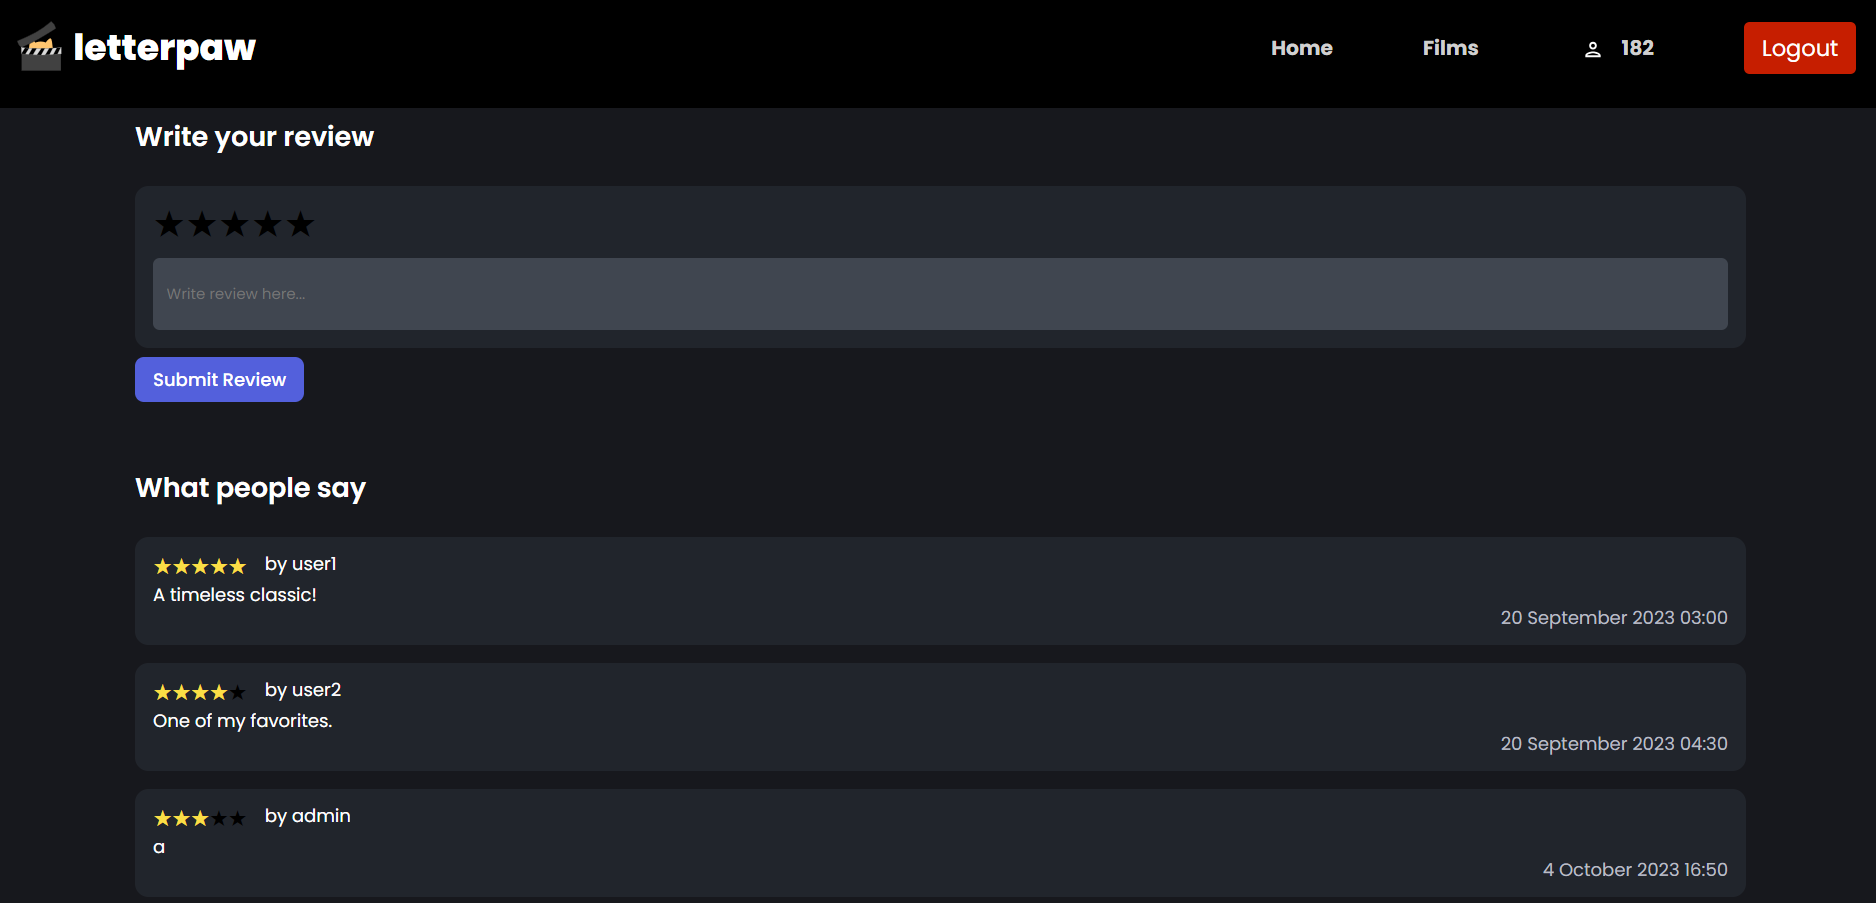 letterpaw
Home
Films
182
Logout
Write your review
Write review here...
Submit Review
What people say
by user1
A timeless classic!
20 September 2023 03:00
by user2
One of my favorites.
20 September 2023 04:30
by admin
a
4 October 2023 16:50